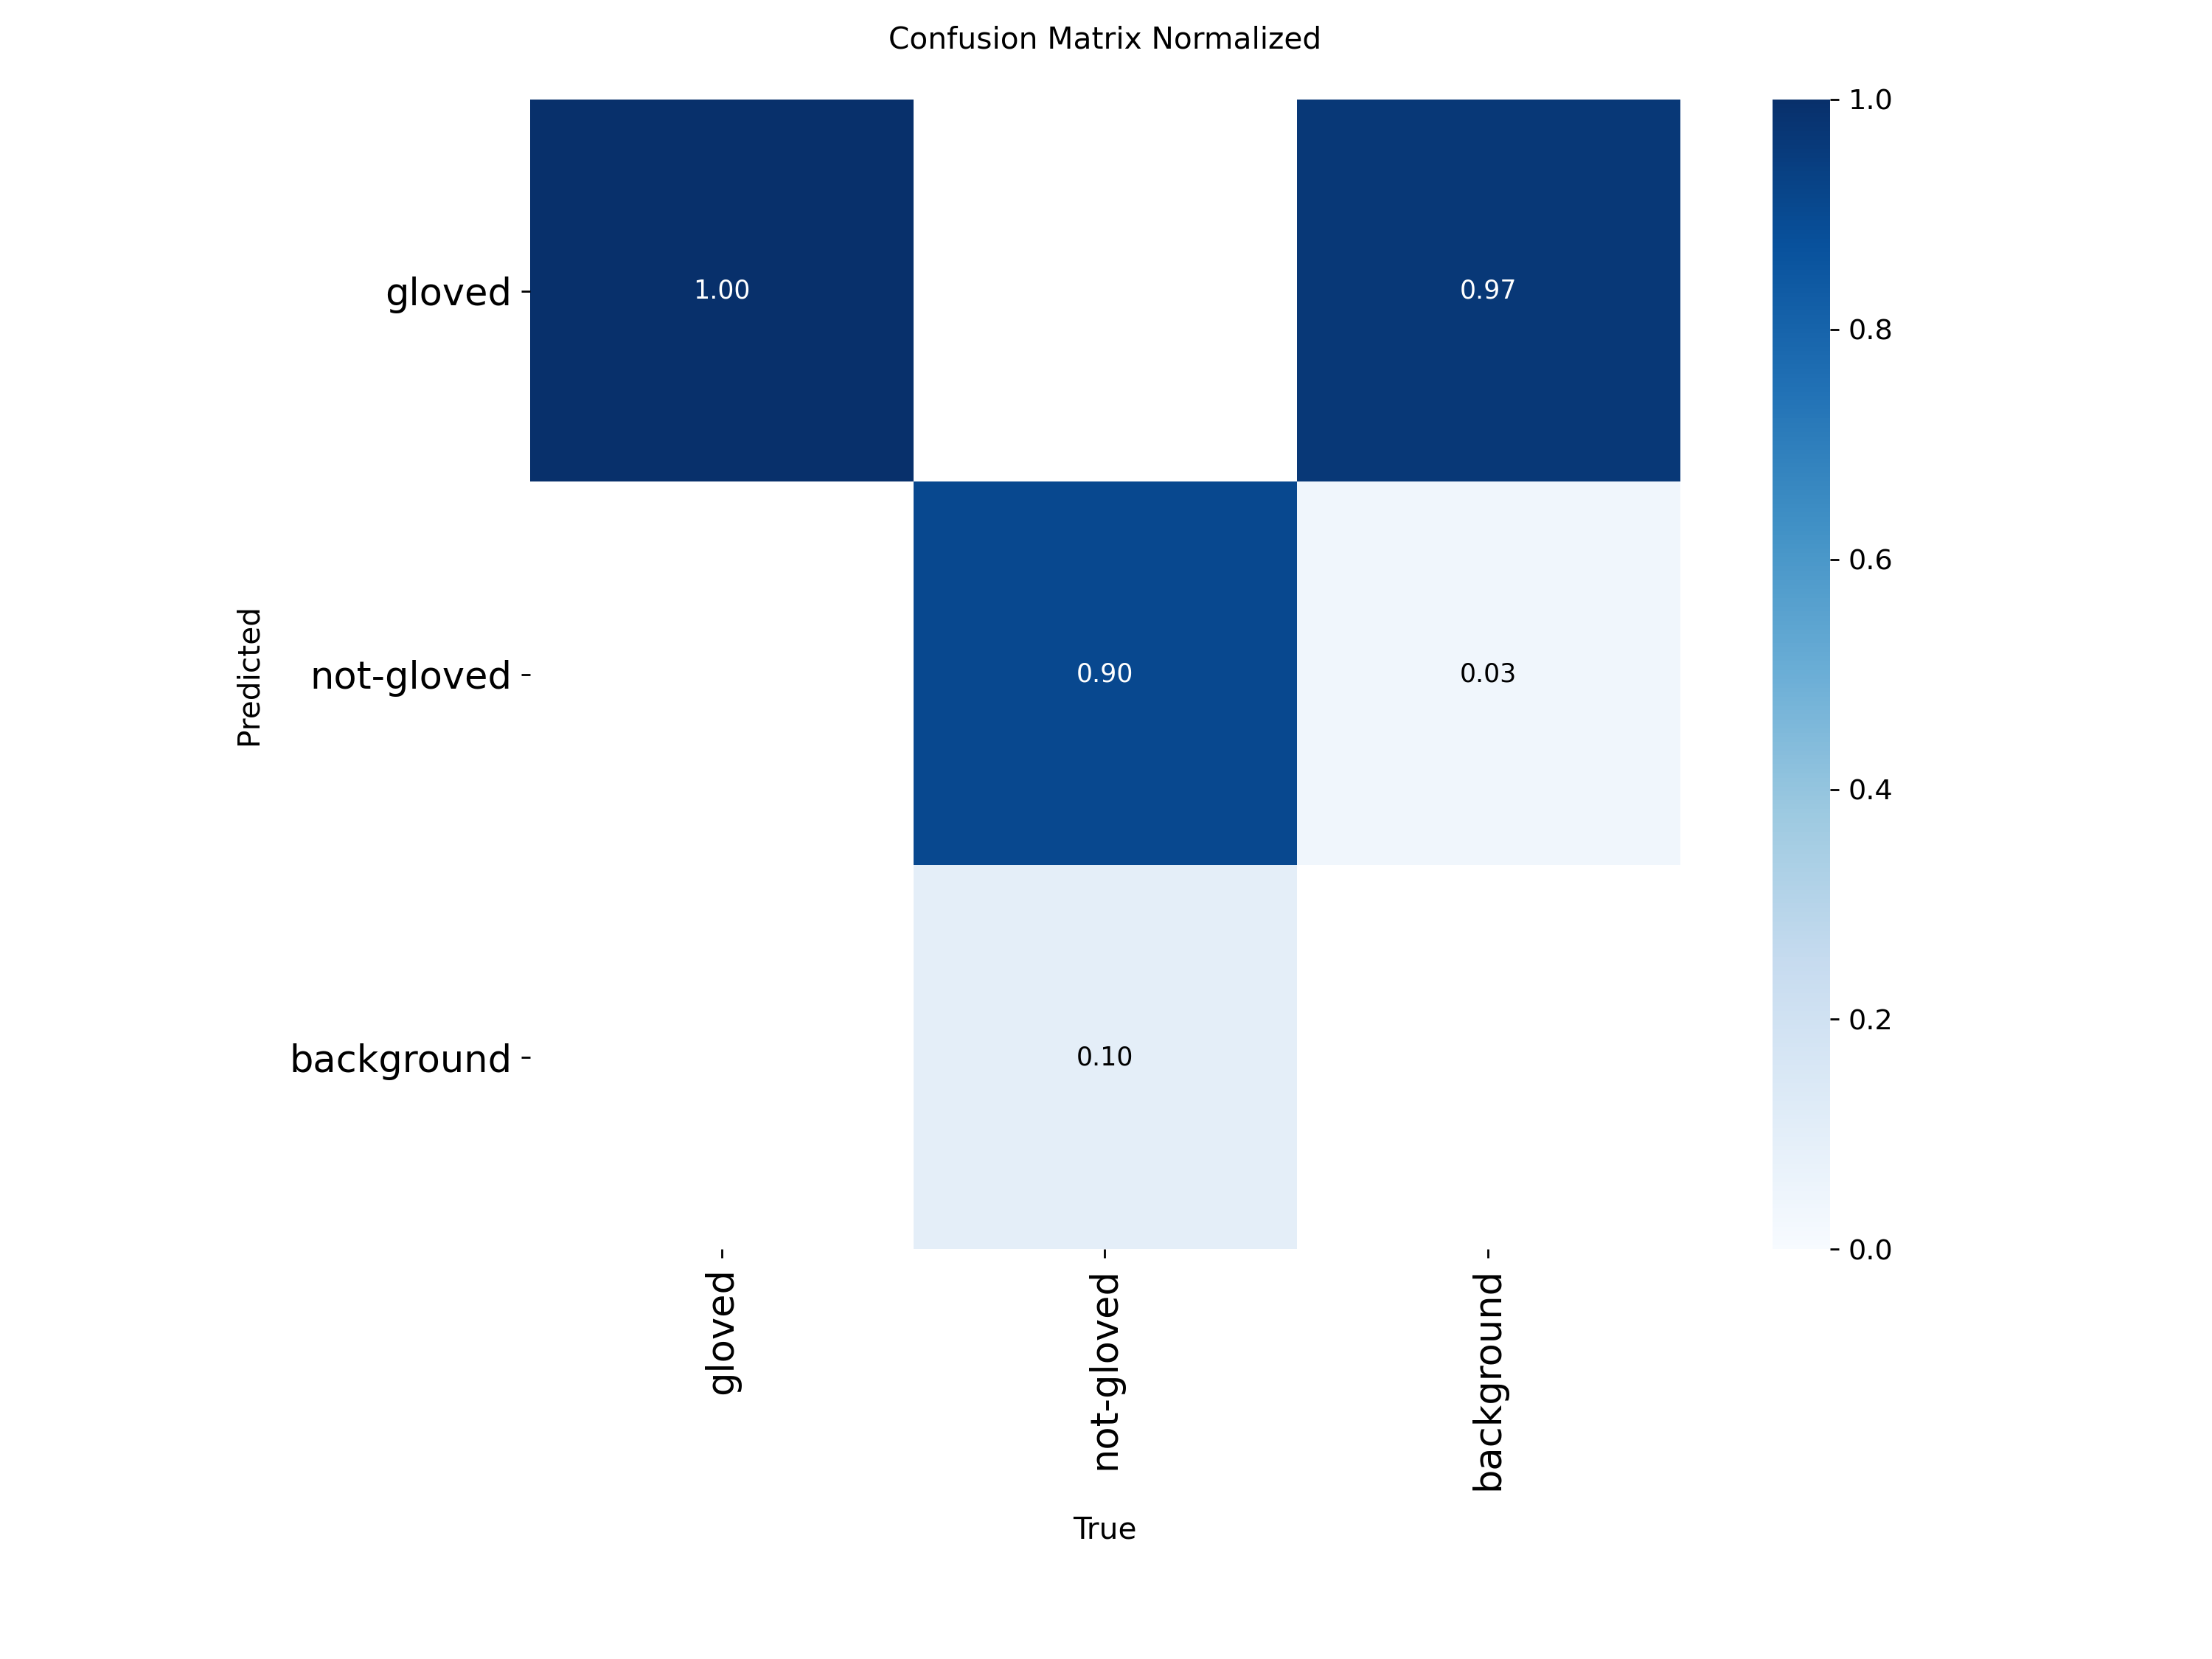 Confusion Matrix Normalized
gloved
1.00
0.97
not-gloved
0.90
0.03
background
0.10
gloved
not-gloved
background
True
Predicted
1.0
0.8
0.6
0.4
0.2
0.0